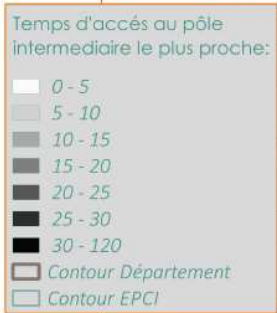 Temps d'accés au pôle
intermediaire le plus proche:
0 - 5
5 - 10
10 - 15
15 - 20
20 - 25
25 - 30
30 - 120
Contour Département
Contour EPCI